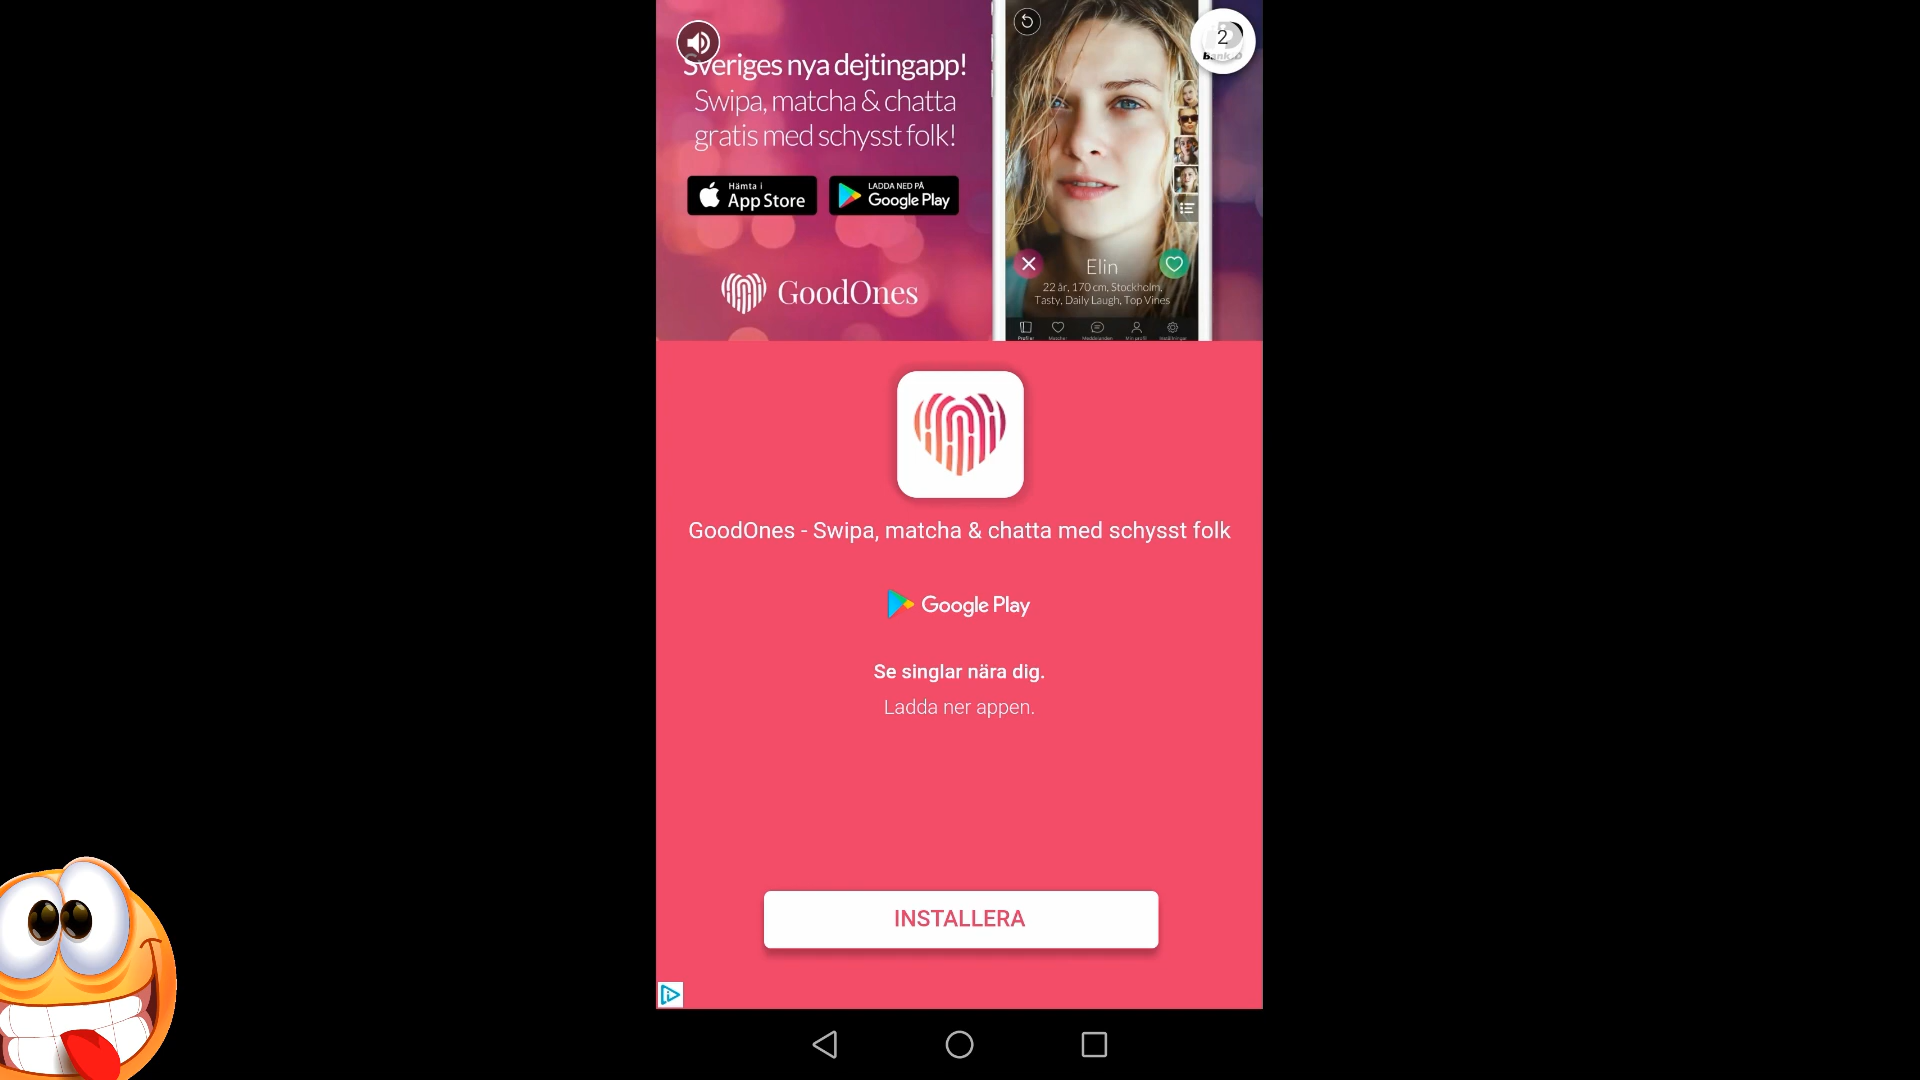 Sveriges nya dejtingapp!
Swipa, matcha & chatta
gratis med schysst folk!
Hämta i
App Store
LADDA NED PÅ
Google Play
GoodOnes
2
Elin
22 år, 170 cm, Stockholm,
Tasty, Daily Laugh, Top Vines
GoodOnes - Swipa, matcha & chatta med schysst folk
Google Play
Se singlar nära dig.
Ladda ner appen.
INSTALLERA